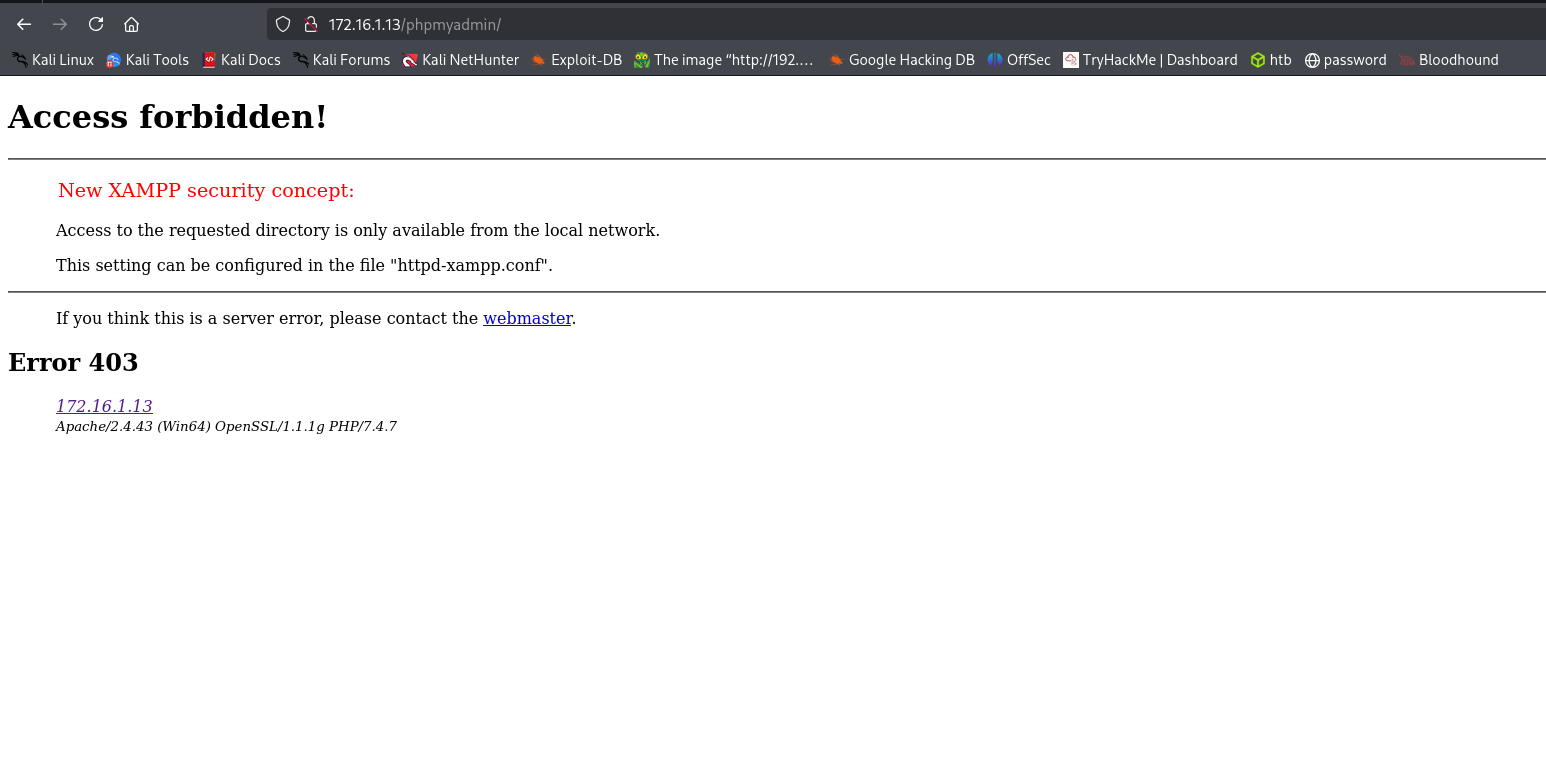 172.16.1.13/phpmyadmin/
Kali Linux Kali Tools Kali Docs Kali Forums Kali NetHunter Exploit-DB The image "http://192.... Google Hacking DB OffSec TryHackMe | Dashboard htb password Bloodhound
Access forbidden!
New XAMPP security concept:
Access to the requested directory is only available from the local network.
This setting can be configured in the file "httpd-xampp.conf".
If you think this is a server error, please contact the webmaster.
Error 403
172.16.1.13
Apache/2.4.43 (Win64) OpenSSL/1.1.1g PHP/7.4.7